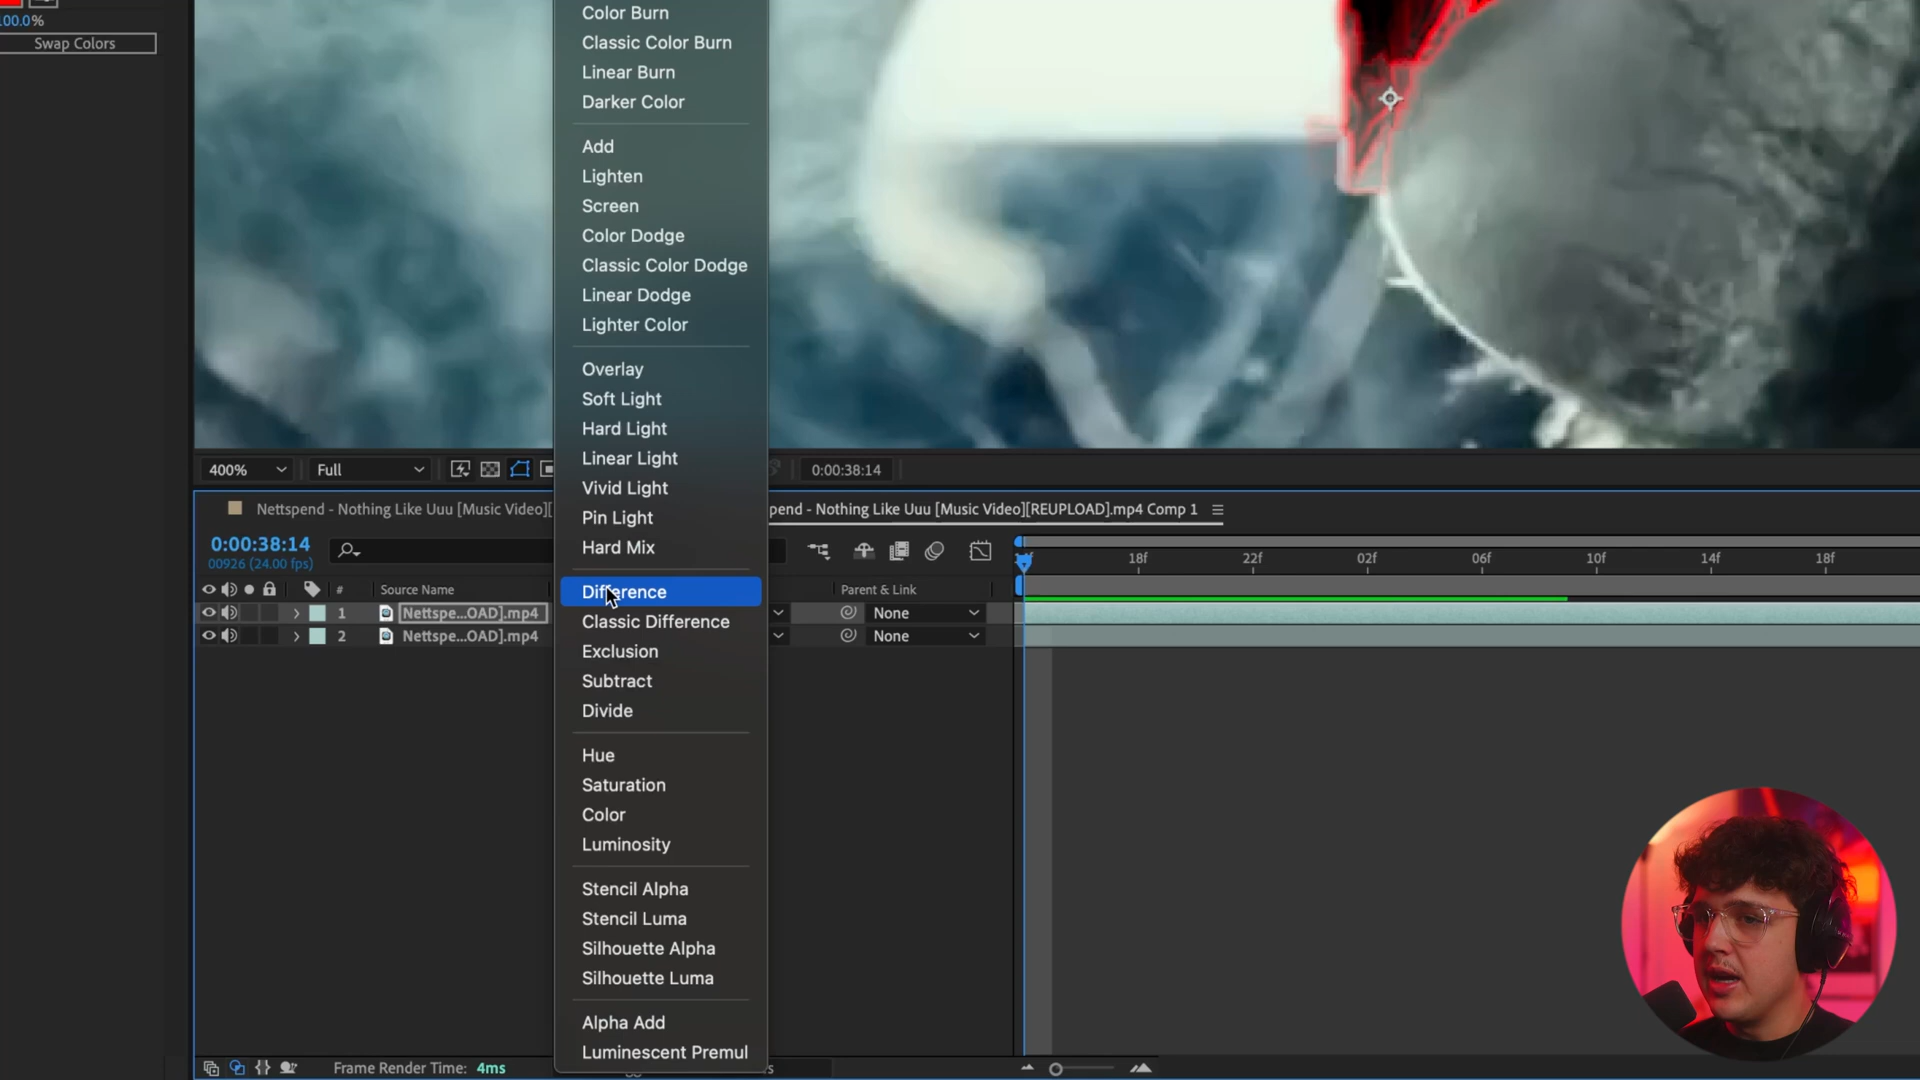 100.0%
Swap Colors
Color Burn
Classic Color Burn
Linear Burn
Darker Color
Add
Lighten
Screen
Color Dodge
Classic Color Dodge
Linear Dodge
Lighter Color
Overlay
Soft Light
Hard Light
Linear Light
Vivid Light
Pin Light
Hard Mix
Difference
Classic Difference
Exclusion
Subtract
Divide
Hue
Saturation
Color
Luminosity
Stencil Alpha
Stencil Luma
Silhouette Alpha
Silhouette Luma
Alpha Add
Luminescent Premul
400% Full 0:00:38:14
Nettspend - Nothing Like Uuu [Music Video][ pend - Nothing Like Uuu [Music Video][REUPLOAD].mp4 Comp 1
0:00:38:14
00926 (24.00 fps)
18f 22f 02f 06f 10f 14f 18f
# Source Name Parent & Link
1 Nettspe...OAD].mp4 None
2 Nettspe...OAD].mp4 None
Frame Render Time: 4ms